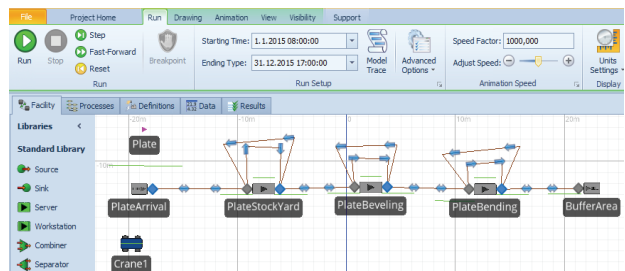 File Project Home Run Drawing Animation View Visibility Support
Run Stop Step Fast-Forward Reset Breakpoint
Starting Time: 1.1.2015 08:00:00
Ending Type: 31.12.2015 17:00:00
Model Trace
Advanced Options
Speed Factor: 1000,000
Adjust Speed:
Units Settings
Run Run Setup Animation Speed Display
Facility Processes Definitions Data Results
Libraries <
Standard Library
Source
Sink
Server
Workstation
Combiner
Separator
-20m -10m 0 10m 20m
-10m
Plate
PlateArrival PlateStockYard PlateBeveling PlateBending BufferArea
Crane1